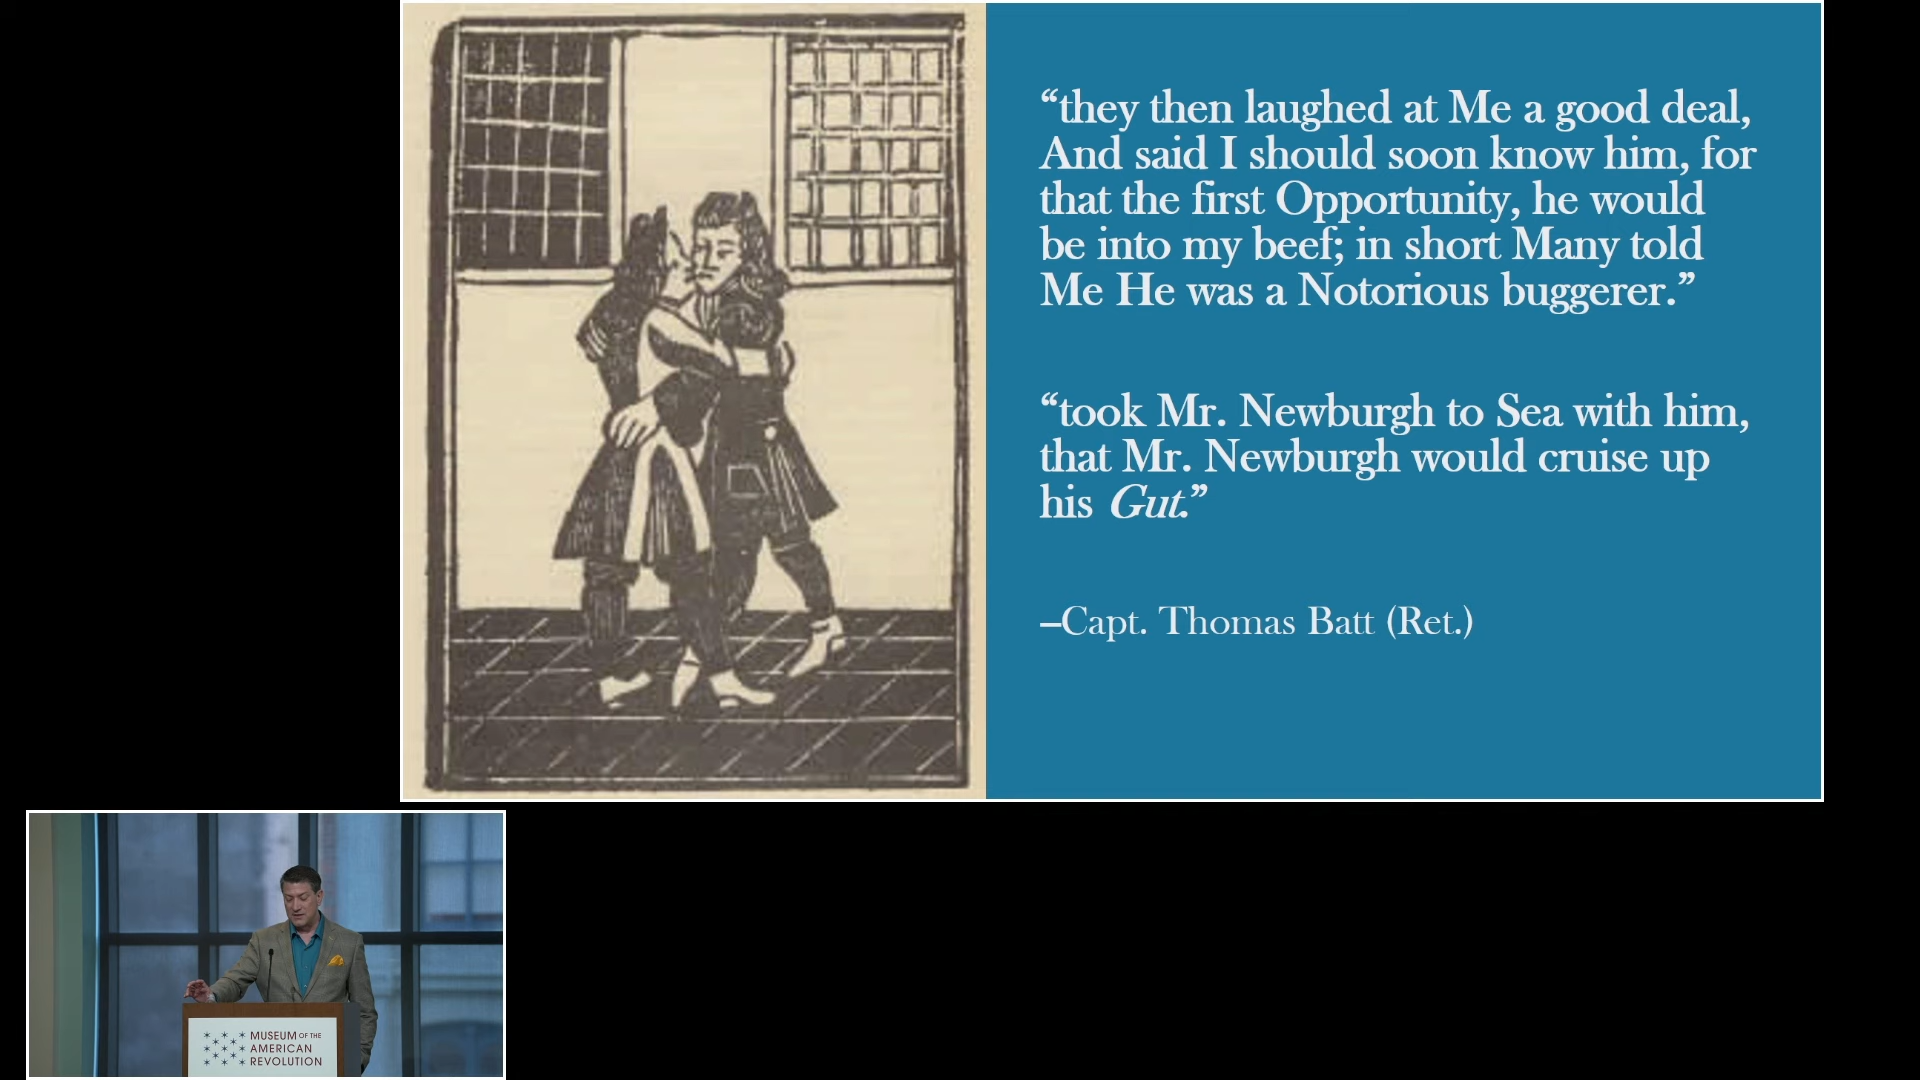 “they then laughed at Me a good deal,
And said I should soon know him, for
that the first Opportunity, he would
be into my beef; in short Many told
Me He was a Notorious buggerer.”
“took Mr. Newburgh to Sea with him,
that Mr. Newburgh would cruise up
his Gut.”
–Capt. Thomas Batt (Ret.)
MUSEUM OF THE
AMERICAN
REVOLUTION